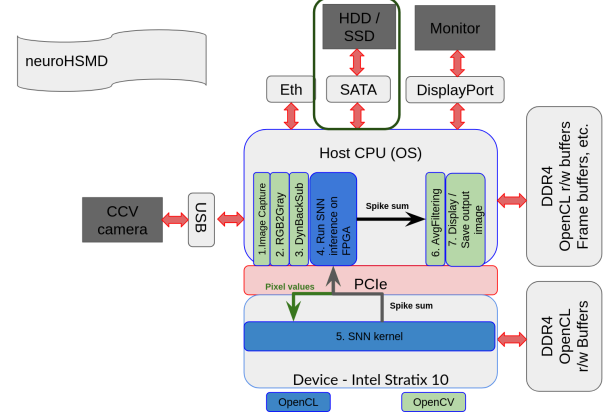 neuroHSMD
HDD /
SSD
Monitor
Eth
SATA
DisplayPort
Host CPU (OS)
CCV
camera
USB
1.Image Capture
2. RGB2Gray
3. DynBackSub
4. Run SNN
inference on
FPGA
Spike sum
6. AvgFiltering
7. Display /
Save output
image
DDR4
OpenCL r/w buffers
Frame buffers, etc.
PCIe
Pixel values
Spike sum
5. SNN kernel
DDR4
OpenCL
r/w Buffers
Device - Intel Stratix 10
OpenCL
OpenCV